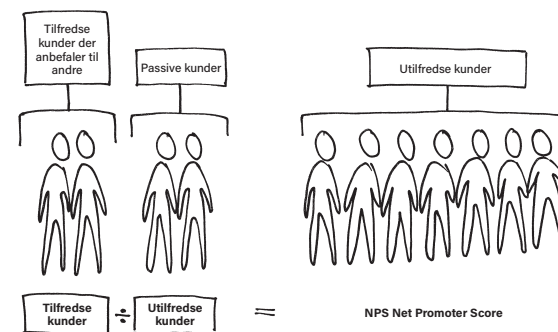 Tilfredse
kunder der
anbefaler til
andre
Passive kunder
Utilfredse kunder
Tilfredse
kunder
÷
Utilfredse
kunder
=
NPS Net Promoter Score